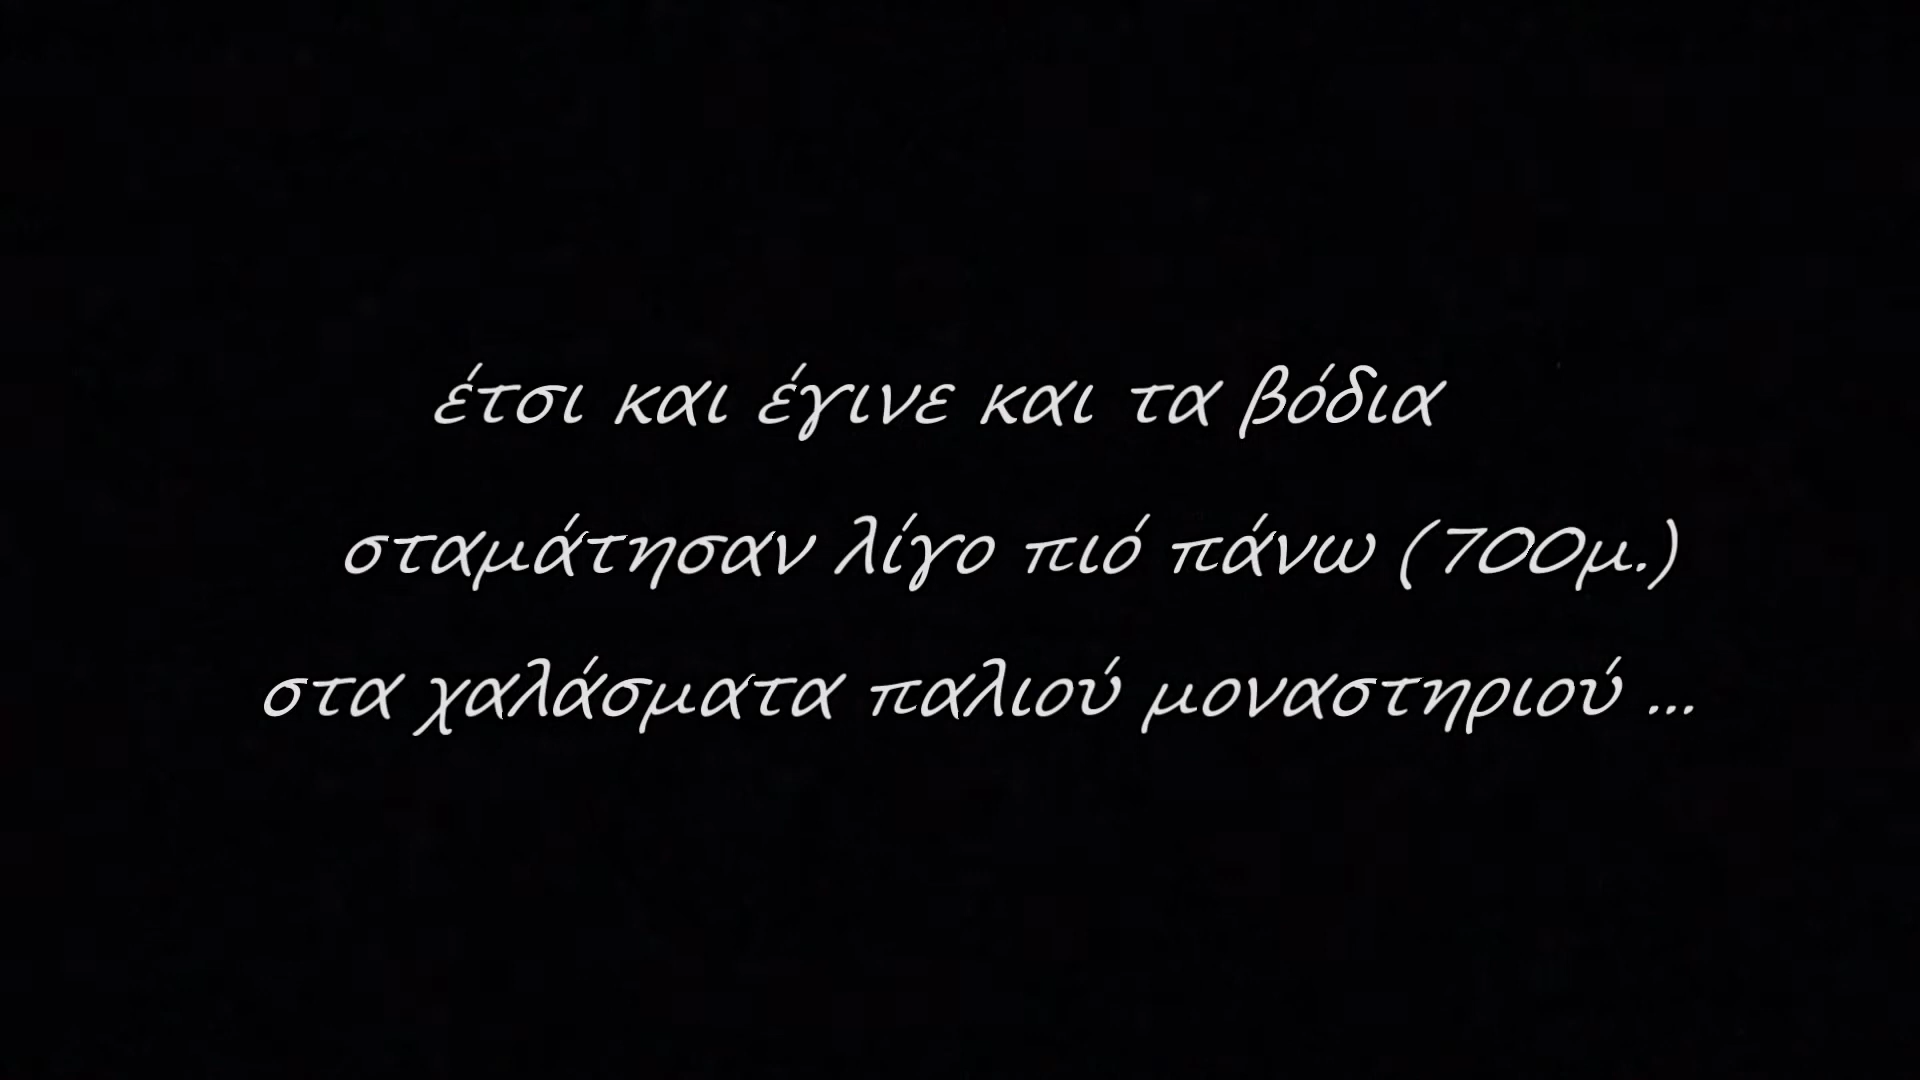 έτσι και έγινε και τα βόδια
σταμάτησαν λίγο πιό πάνω (700μ.)
στα χαλάσματα παλιού μοναστηριού ...